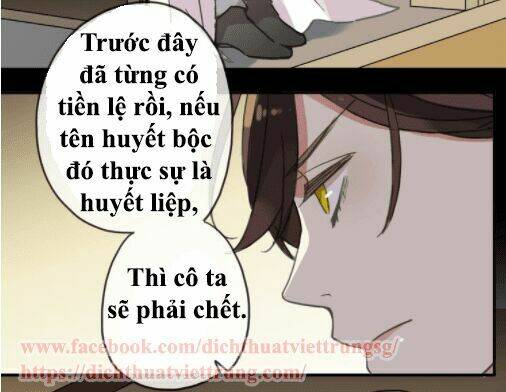 Trước đây
đã từng có
tiền lệ rồi, nếu
tên huyết bộc
đó thực sự là
huyết liệp,
Thì cô ta
sẽ phải chết.
www.facebook.com/dichthuatviettrungsg/
https://dichthuatviettrung.com/